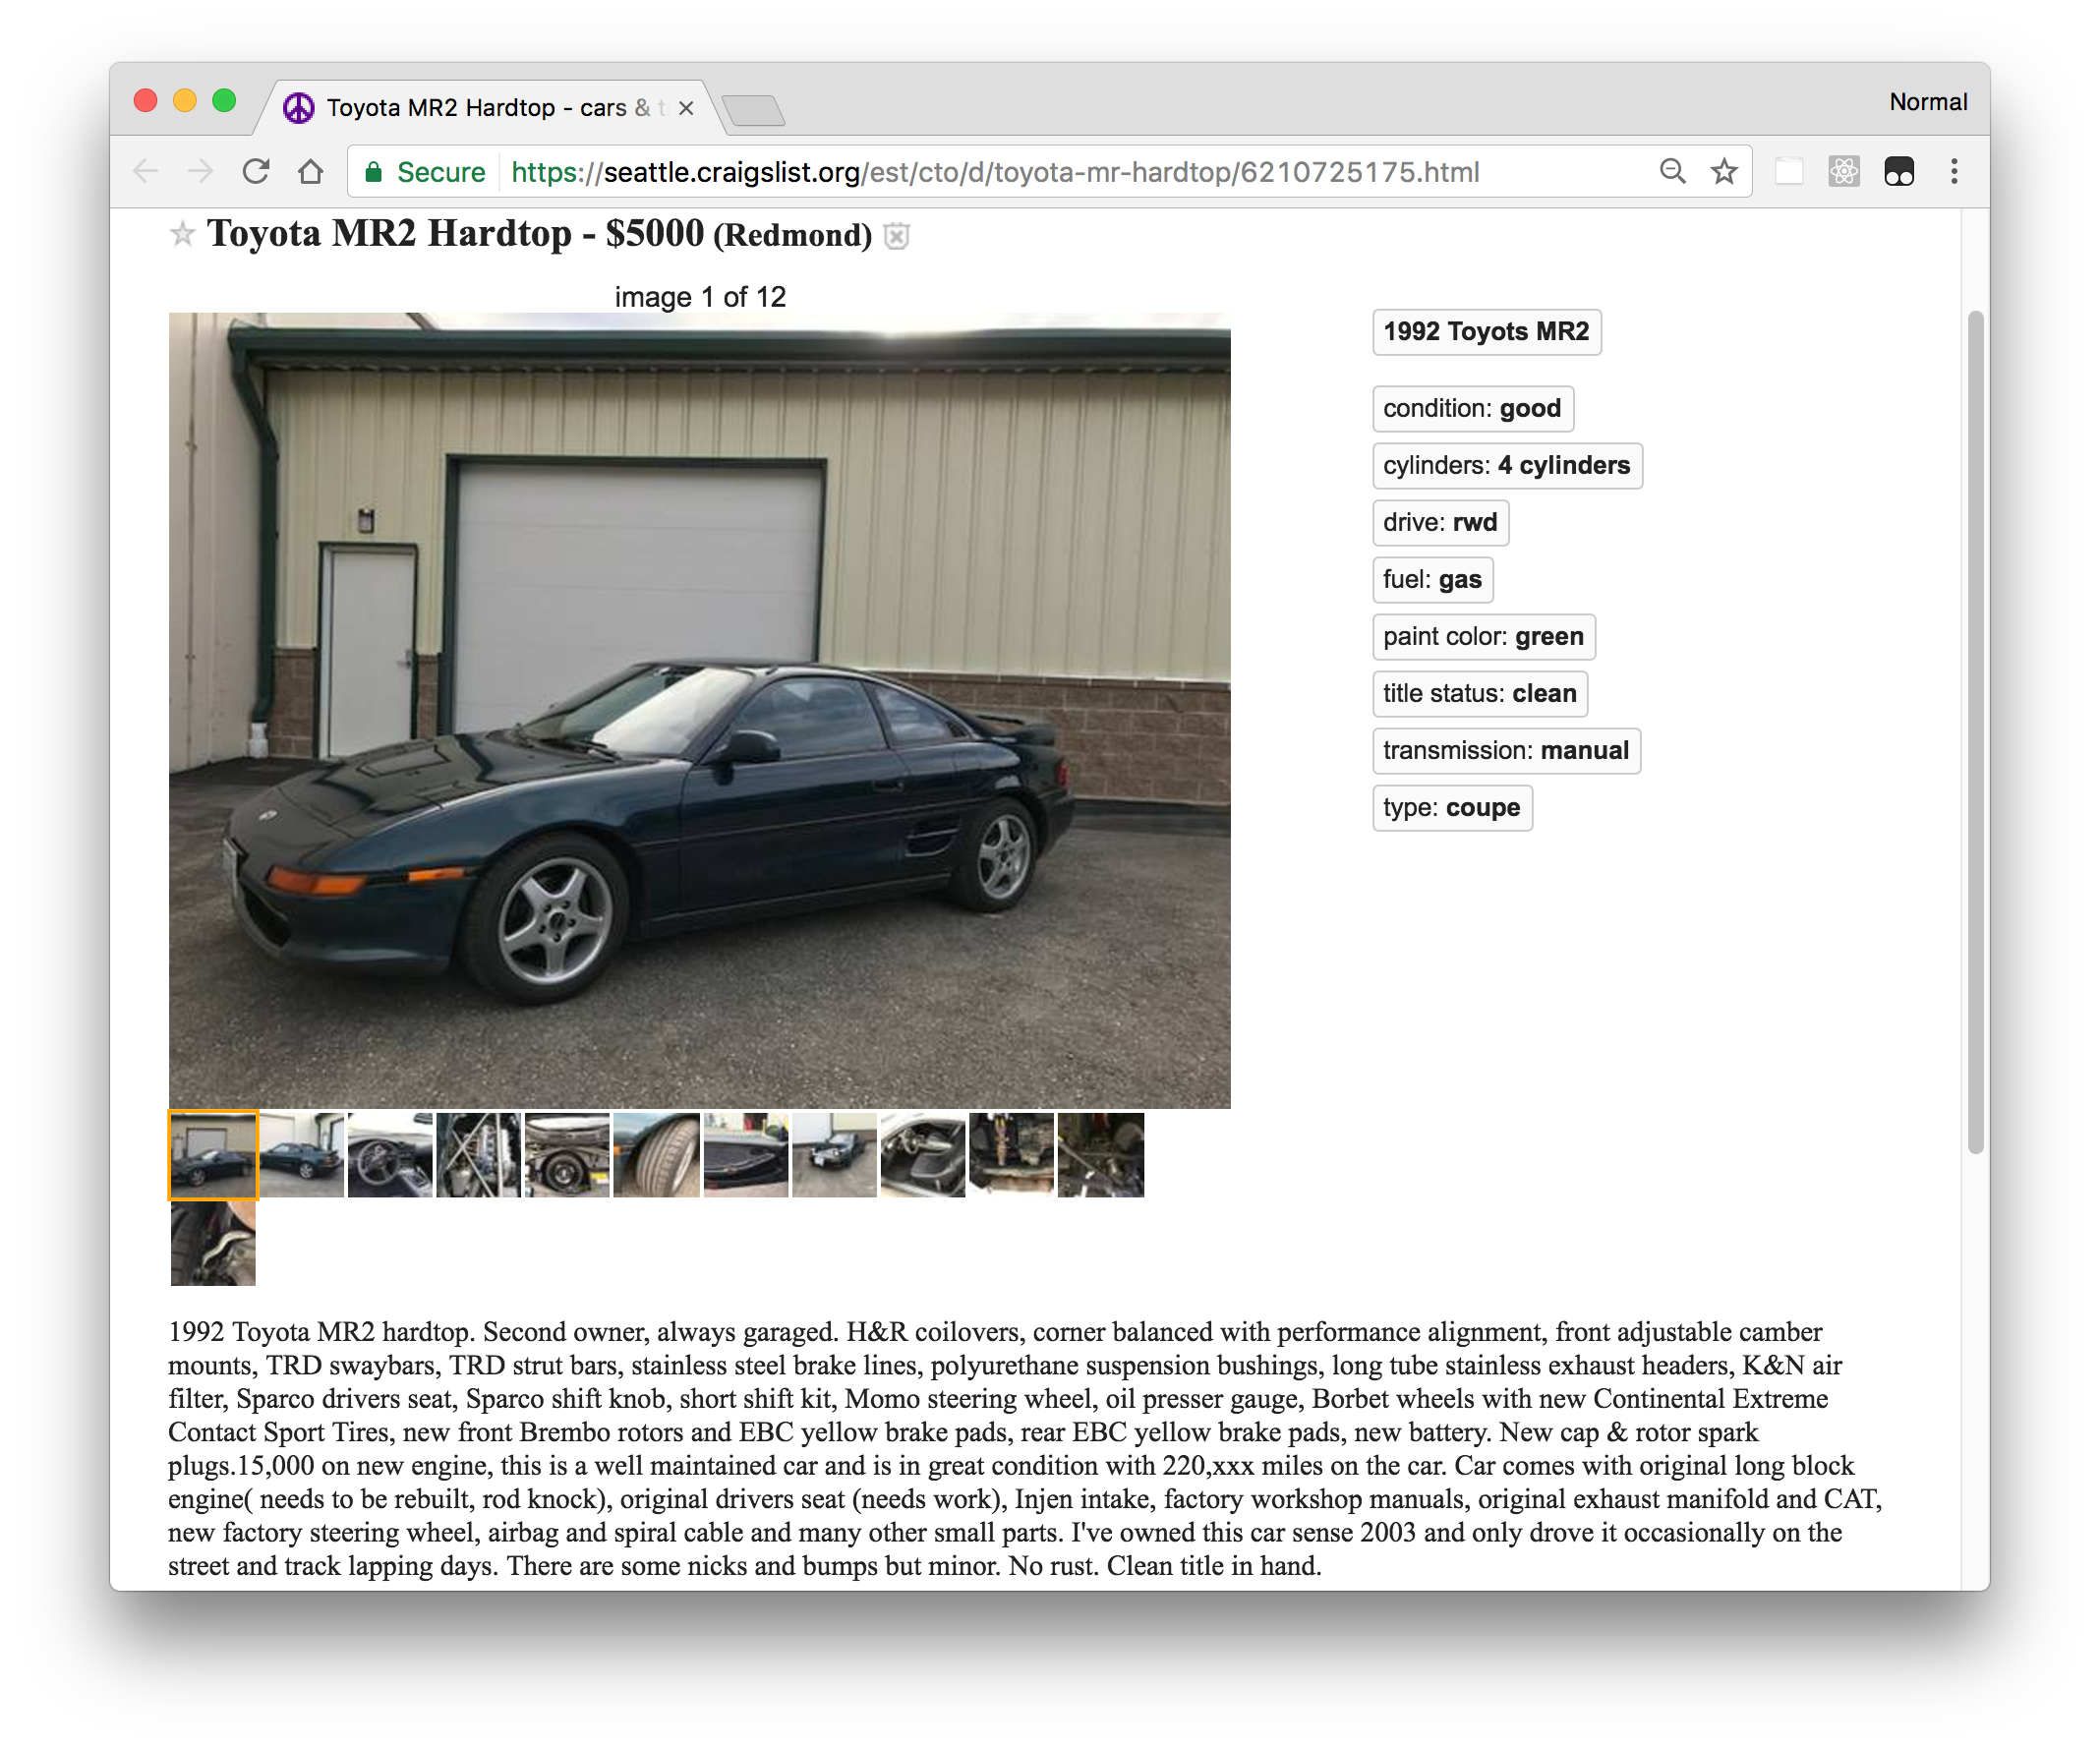 Toyota MR2 Hardtop - cars &
Normal
Secure https://seattle.craigslist.org/est/cto/d/toyota-mr-hardtop/6210725175.html
Toyota MR2 Hardtop - $5000 (Redmond)
image 1 of 12
1992 Toyots MR2
condition: good
cylinders: 4 cylinders
drive: rwd
fuel: gas
paint color: green
title status: clean
transmission: manual
type: coupe
1992 Toyota MR2 hardtop. Second owner, always garaged. H&R coilovers, corner balanced with performance alignment, front adjustable camber
mounts, TRD swaybars, TRD strut bars, stainless steel brake lines, polyurethane suspension bushings, long tube stainless exhaust headers, K&N air
filter, Sparco drivers seat, Sparco shift knob, short shift kit, Momo steering wheel, oil presser gauge, Borbet wheels with new Continental Extreme
Contact Sport Tires, new front Brembo rotors and EBC yellow brake pads, rear EBC yellow brake pads, new battery. New cap & rotor spark
plugs.15,000 on new engine, this is a well maintained car and is in great condition with 220,xxx miles on the car. Car comes with original long block
engine( needs to be rebuilt, rod knock), original drivers seat (needs work), Injen intake, factory workshop manuals, original exhaust manifold and CAT,
new factory steering wheel, airbag and spiral cable and many other small parts. I've owned this car sense 2003 and only drove it occasionally on the
street and track lapping days. There are some nicks and bumps but minor. No rust. Clean title in hand.